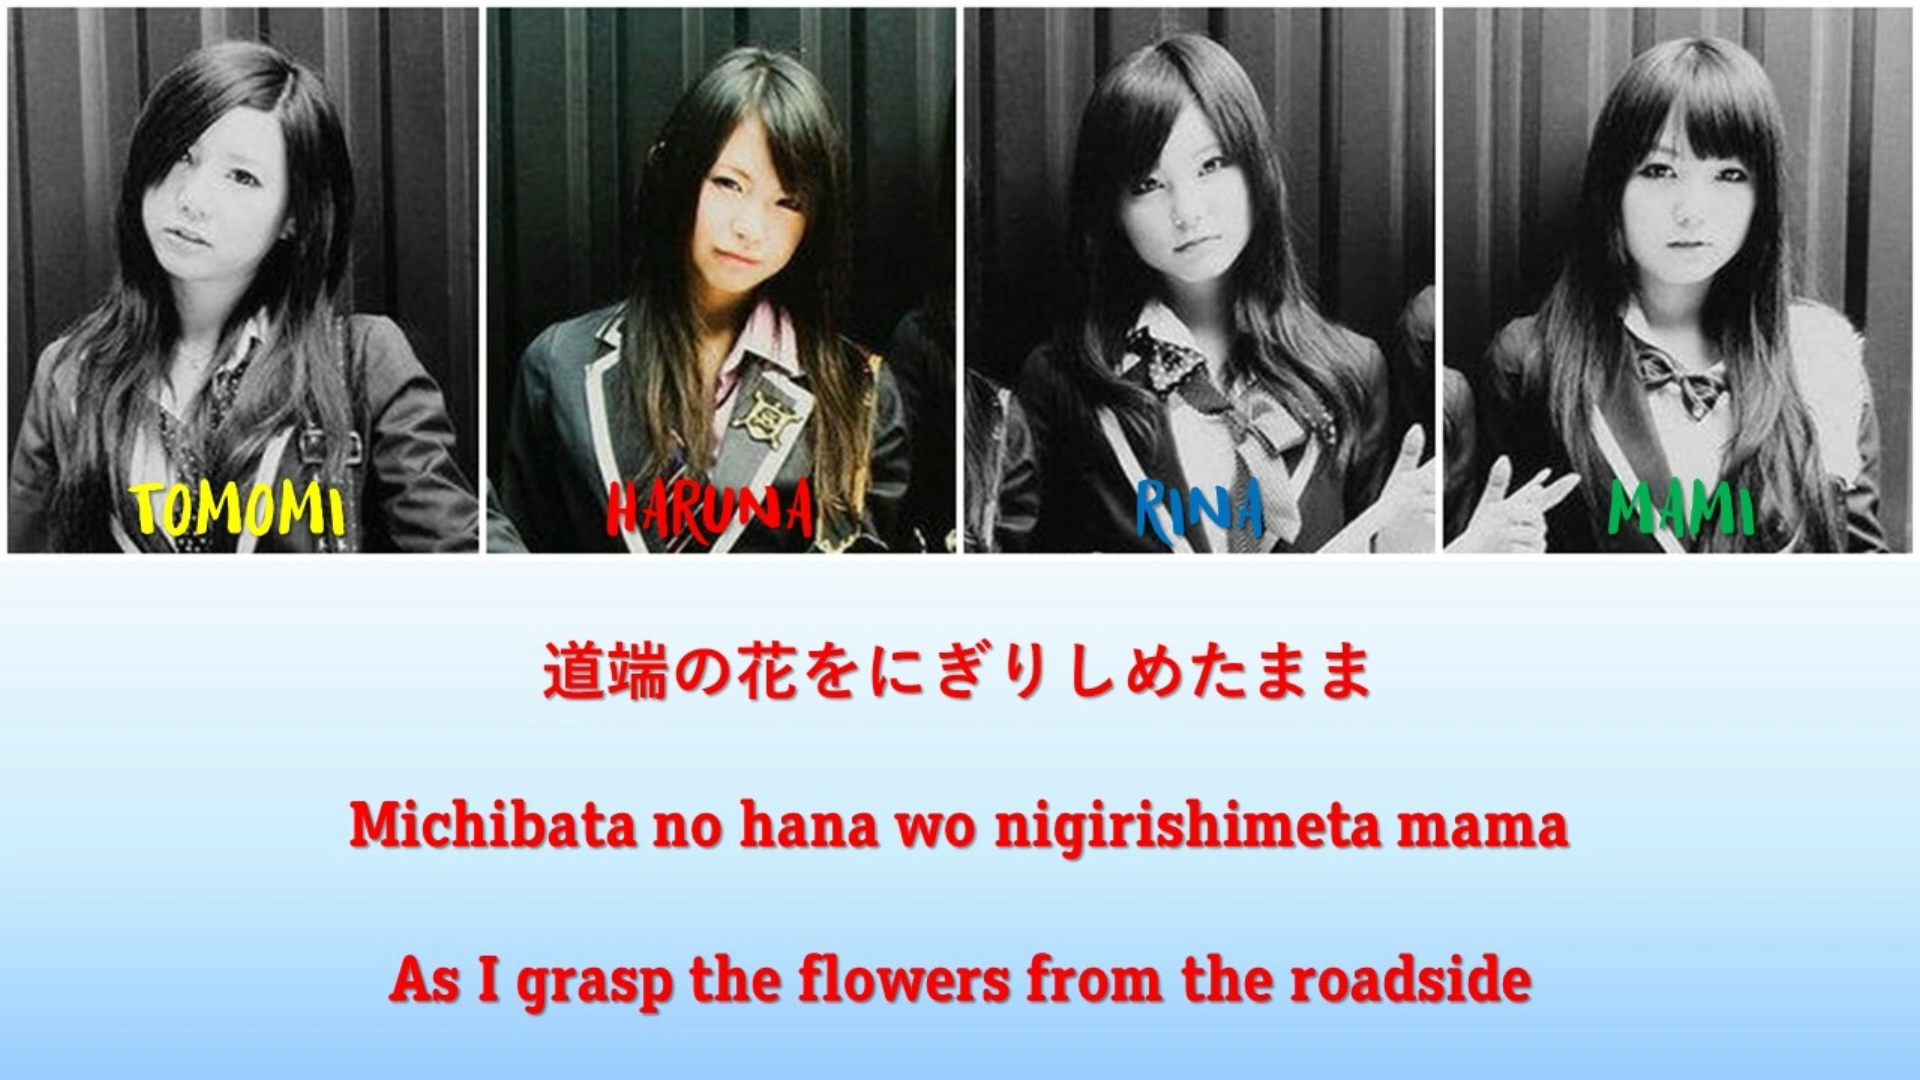 TOMOMI
HARUNA
RINA
MAMI
道端の花をにぎりしめたまま
Michibata no hana wo nigirishimeta mama
As I grasp the flowers from the roadside